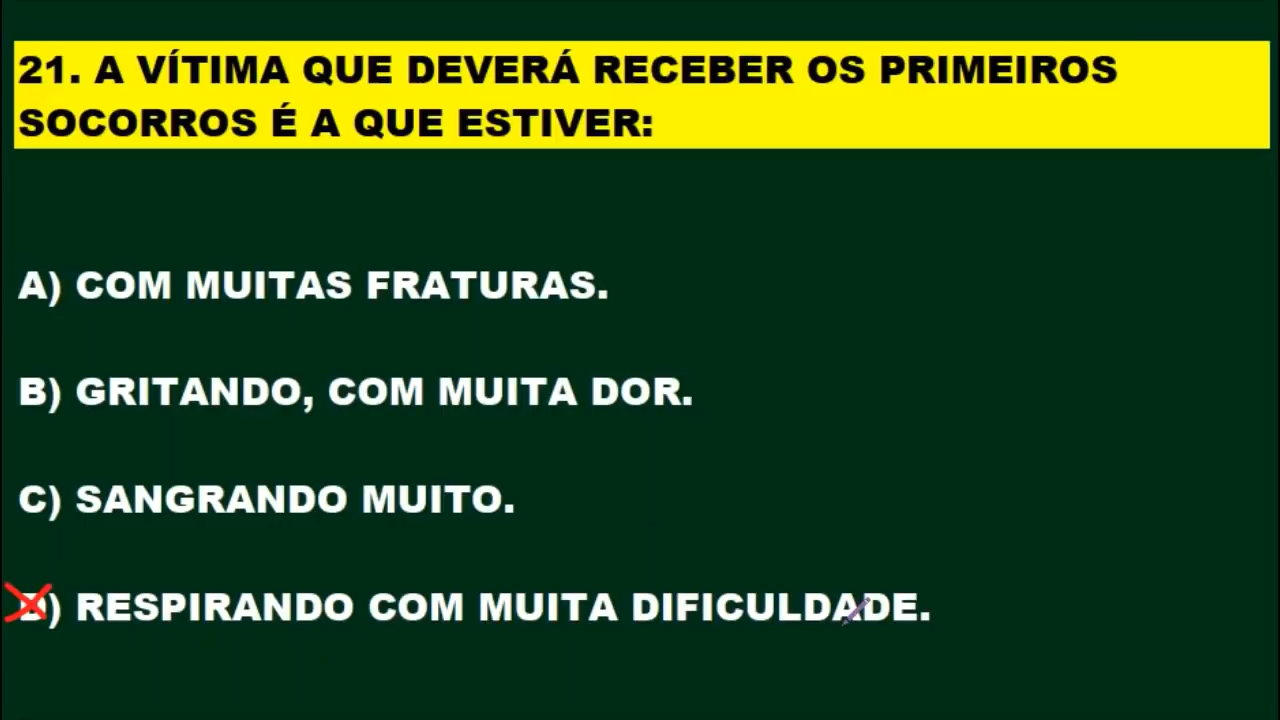 21. A VÍTIMA QUE DEVERÁ RECEBER OS PRIMEIROS
SOCORROS É A QUE ESTIVER:
A) COM MUITAS FRATURAS.
B) GRITANDO, COM MUITA DOR.
C) SANGRANDO MUITO.
D) RESPIRANDO COM MUITA DIFICULDADE.